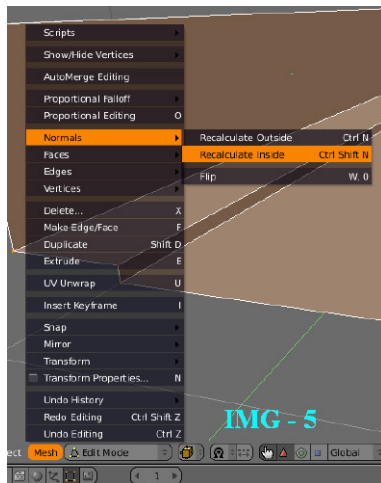 Scripts
Show/Hide Vertices
AutoMerge Editing
Proportional Falloff
Proportional Editing O
Normals
Recalculate Outside Ctrl N
Faces
Recalculate Inside Ctrl Shift N
Edges
Flip W, 0
Vertices
Delete... X
Make Edge/Face F
Duplicate Shift D
Extrude E
UV Unwrap U
Insert Keyframe I
Snap
Mirror
Transform
Transform Properties... N
Undo History
Redo Editing Ctrl Shift Z
Undo Editing Ctrl Z
IMG - 5
ect Mesh Edit Mode Global
1